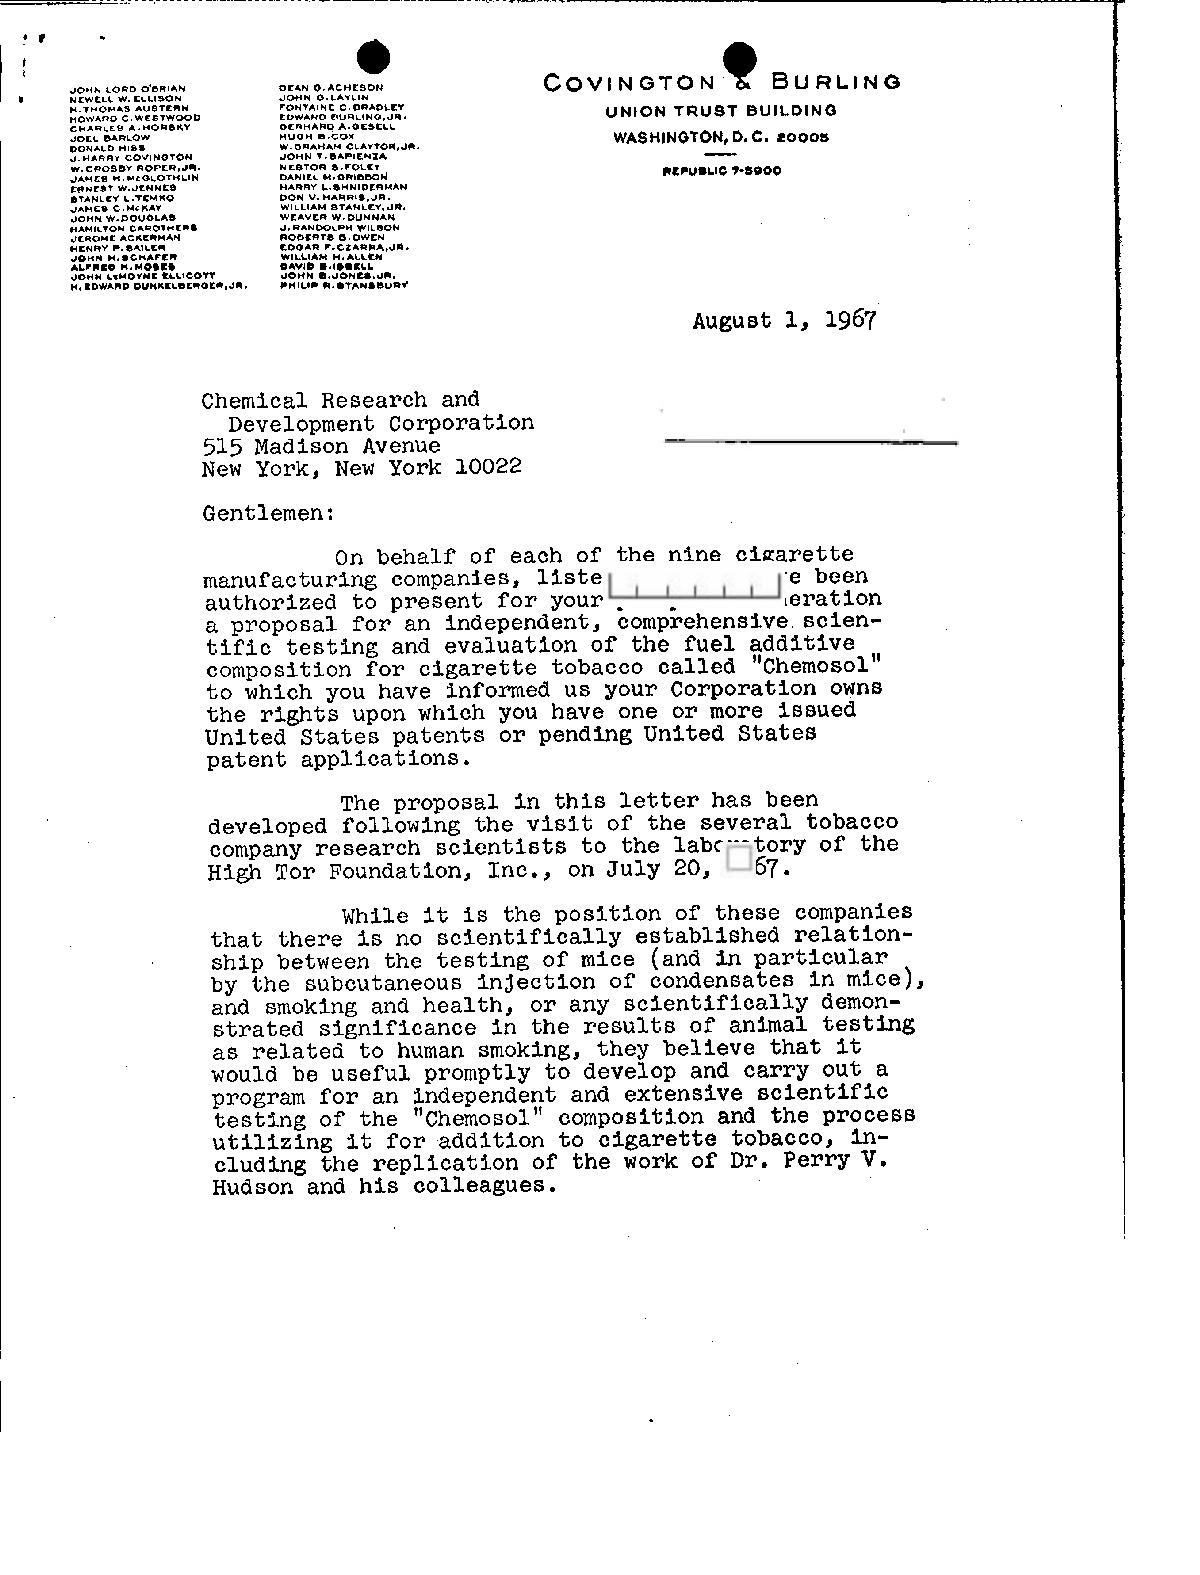 JOHN LORD O'BRIAN
NEWELL W. ELLISON
H. THOMAS AUSTERN
HOWARD C. WESTWOOD
CHARLES A. HORSKY
JOEL BARLOW
DONALD HISS
J. HARRY COVINGTON
W. CROSBY ROPER, JR.
JAMES H. McGLOTHLIN
ERNEST W. JENNES
STANLEY L. TEMKO
JAMES C. McKAY
JOHN W. DOUGLAS
HAMILTON CAROTHERS
JEROME ACKERMAN
HENRY P. SAILER
JOHN H. SCHAFER
ALFRED H. MOSES
JOHN LEMOYNE ELLICOTT
H. EDWARD DUNKELBERGER, JR.
DEAN G. ACHESON
JOHN G. LAYLIN
FONTAINE C. BRADLEY
EDWARD BURLING, JR.
GERHARD A. GESELL
HUGH B. COX
W. GRAHAM CLAYTOR, JR.
JOHN T. SAPIENZA
NESTOR S. FOLEY
DANIEL M. GRIBBON
HARRY L. SHNIDERMAN
DON V. HARRIS, JR.
WILLIAM STANLEY, JR.
WEAVER W. DUNNAN
J. RANDOLPH WILSON
ROBERTS B. OWEN
EDGAR F. CZARRA, JR.
WILLIAM H. ALLEN
DAVID B. ISBELL
JOHN B. JONES, JR.
PHILIP R. STANSBURY
COVINGTON & BURLING
UNION TRUST BUILDING
WASHINGTON, D. C. 20005
REPUBLIC 7-5900
August 1, 1967
Chemical Research and
Development Corporation
515 Madison Avenue
New York, New York 10022
Gentlemen:
On behalf of each of the nine cigarette
manufacturing companies, liste e been
authorized to present for your eration
a proposal for an independent, comprehensive scien-
tific testing and evaluation of the fuel additive
composition for cigarette tobacco called "Chemosol"
to which you have informed us your Corporation owns
the rights upon which you have one or more issued
United States patents or pending United States
patent applications.
The proposal in this letter has been
developed following the visit of the several tobacco
company research scientists to the laboratory of the
High Tor Foundation, Inc., on July 20, 67.
While it is the position of these companies
that there is no scientifically established relation-
ship between the testing of mice (and in particular
by the subcutaneous injection of condensates in mice),
and smoking and health, or any scientifically demon-
strated significance in the results of animal testing
as related to human smoking, they believe that it
would be useful promptly to develop and carry out a
program for an independent and extensive scientific
testing of the "Chemosol" composition and the process
utilizing it for addition to cigarette tobacco, in-
cluding the replication of the work of Dr. Perry V.
Hudson and his colleagues.